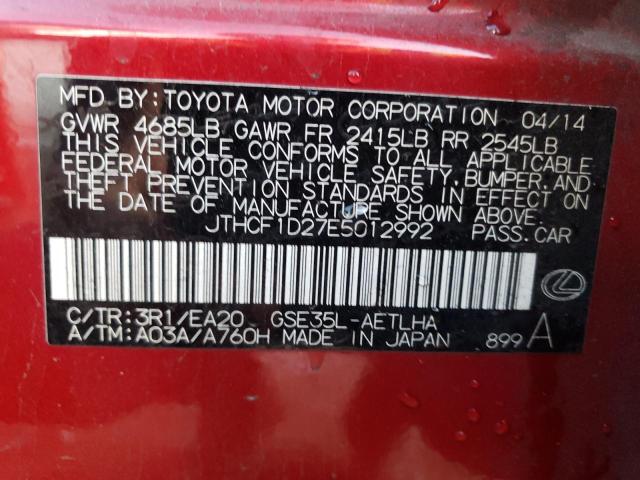 MFD BY: TOYOTA MOTOR CORPORATION 04/14
GVWR 4685LB GAWR FR 2415LB RR 2545LB
THIS VEHICLE CONFORMS TO ALL APPLICABLE
FEDERAL MOTOR VEHICLE SAFETY, BUMPER, AND
THEFT PREVENTION STANDARDS IN EFFECT ON
THE DATE OF MANUFACTURE SHOWN ABOVE.
JTHCF1D27E5012992 PASS.CAR
C/TR:3R1/EA20 GSE35L-AETLHA
A/TM:A03A/A760H MADE IN JAPAN 899 A